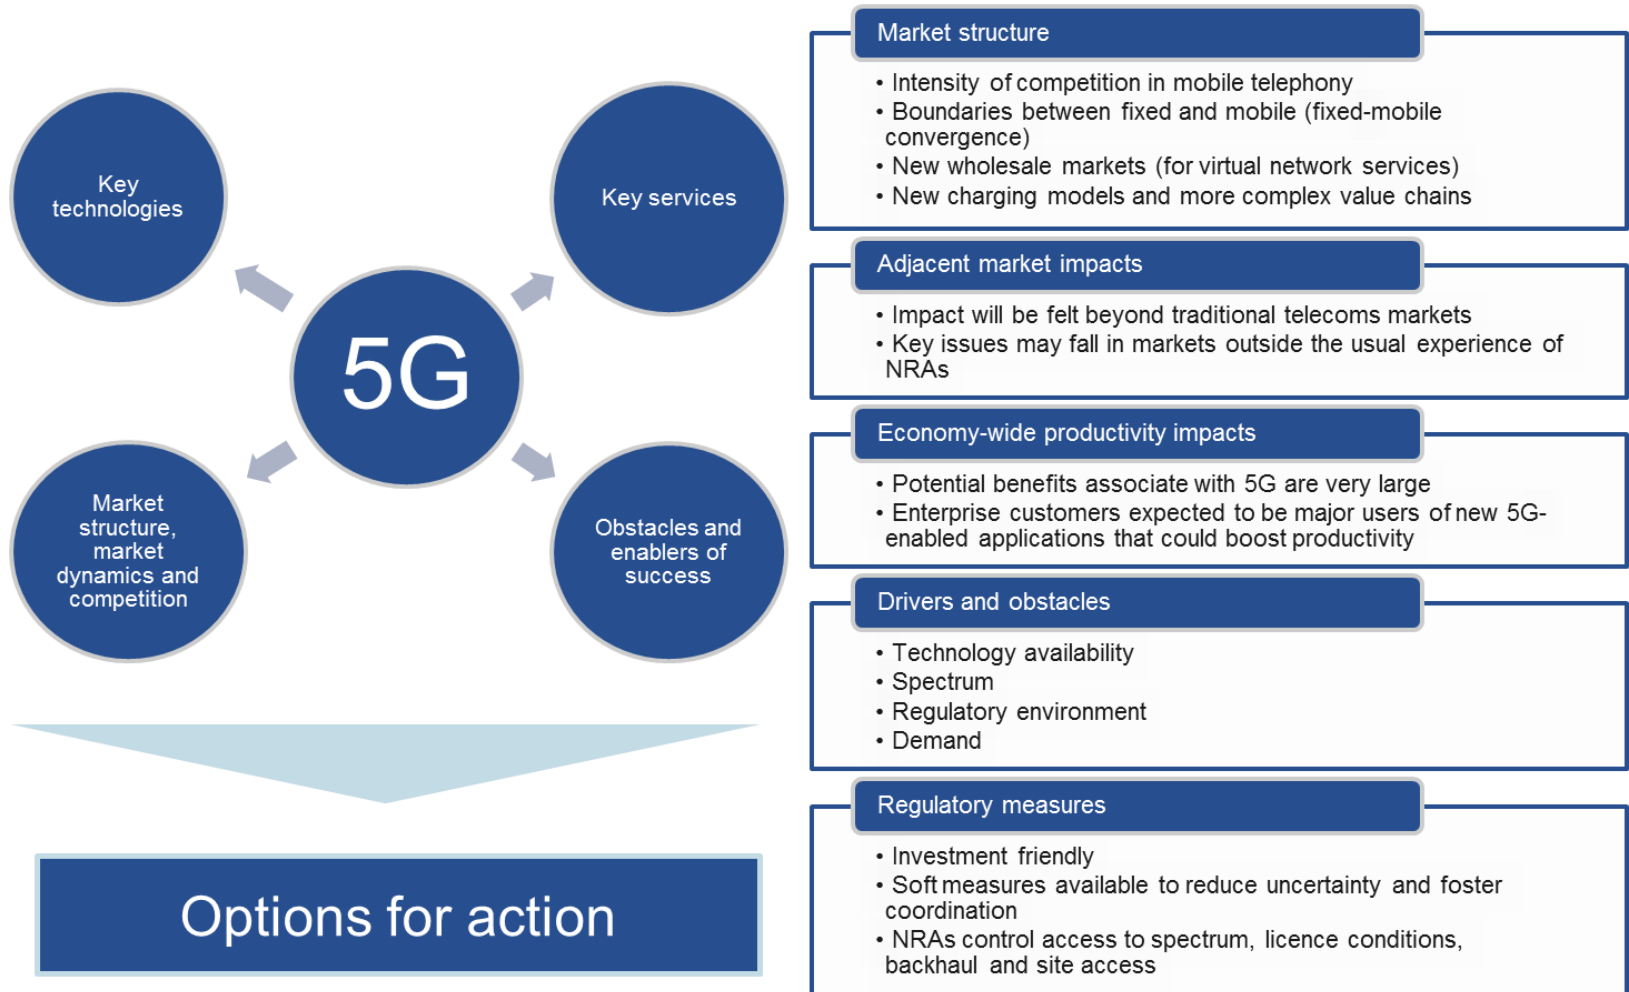 Key
technologies
Key services
5G
Market
structure,
market
dynamics and
competition
Obstacles and
enablers of
success
Options for action
Market structure
• Intensity of competition in mobile telephony
• Boundaries between fixed and mobile (fixed-mobile
convergence)
• New wholesale markets (for virtual network services)
• New charging models and more complex value chains
Adjacent market impacts
• Impact will be felt beyond traditional telecoms markets
• Key issues may fall in markets outside the usual experience of
NRAs
Economy-wide productivity impacts
• Potential benefits associate with 5G are very large
• Enterprise customers expected to be major users of new 5G-
enabled applications that could boost productivity
Drivers and obstacles
• Technology availability
• Spectrum
• Regulatory environment
• Demand
Regulatory measures
• Investment friendly
• Soft measures available to reduce uncertainty and foster
coordination
• NRAs control access to spectrum, licence conditions,
backhaul and site access